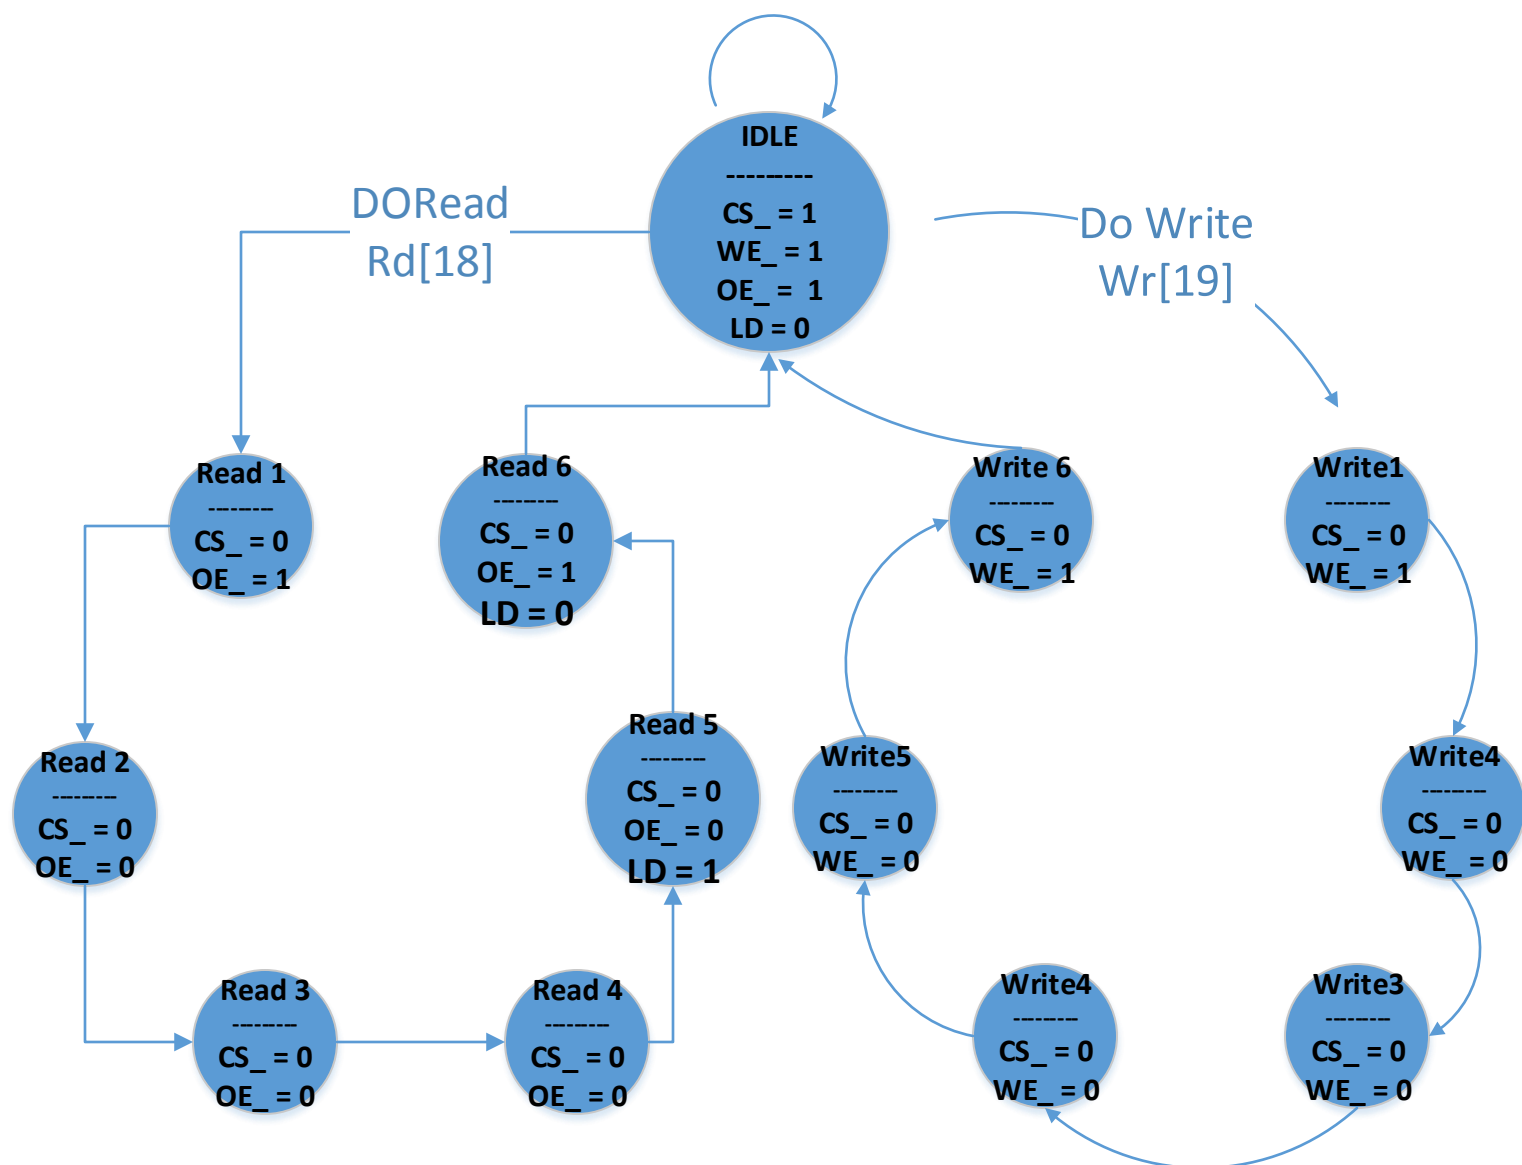 IDLE
---------
CS_ = 1
WE_ = 1
OE_ =  1
LD = 0
DORead
Rd[18]
Do Write
Wr[19]
Read 1
---------
CS_ = 0
OE_ = 1
Read 6
---------
CS_ = 0
OE_ = 1
LD = 0
Write 6
---------
CS_ = 0
WE_ = 1
Write1
---------
CS_ = 0
WE_ = 1
Read 2
---------
CS_ = 0
OE_ = 0
Read 5
---------
CS_ = 0
OE_ = 0
LD = 1
Write5
---------
CS_ = 0
WE_ = 0
Write4
---------
CS_ = 0
WE_ = 0
Read 3
---------
CS_ = 0
OE_ = 0
Read 4
---------
CS_ = 0
OE_ = 0
Write4
---------
CS_ = 0
WE_ = 0
Write3
---------
CS_ = 0
WE_ = 0